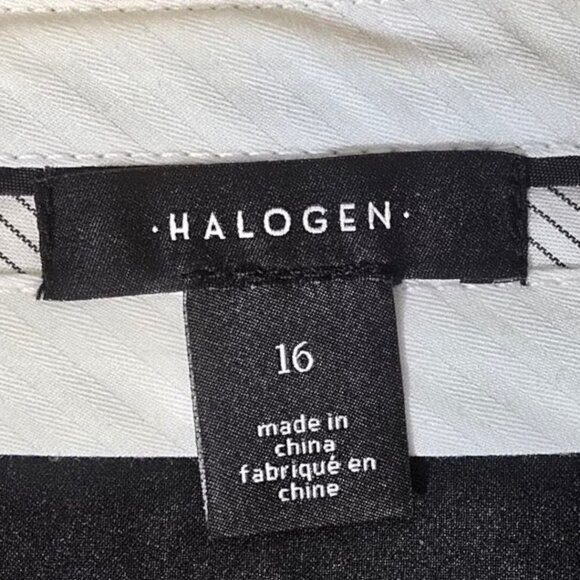 ·HALOGEN·
16
made in
china
fabriqué en
chine